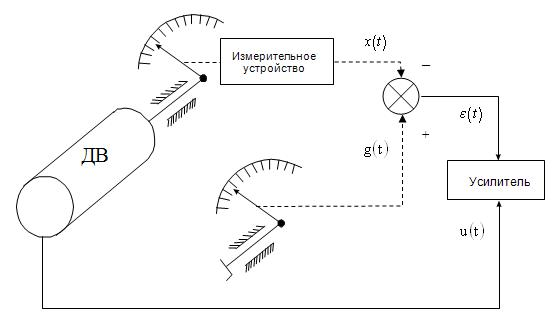 Измерительное
устройство
x(t)
−
ДВ
ε(t)
g(t)
+
Усилитель
u(t)